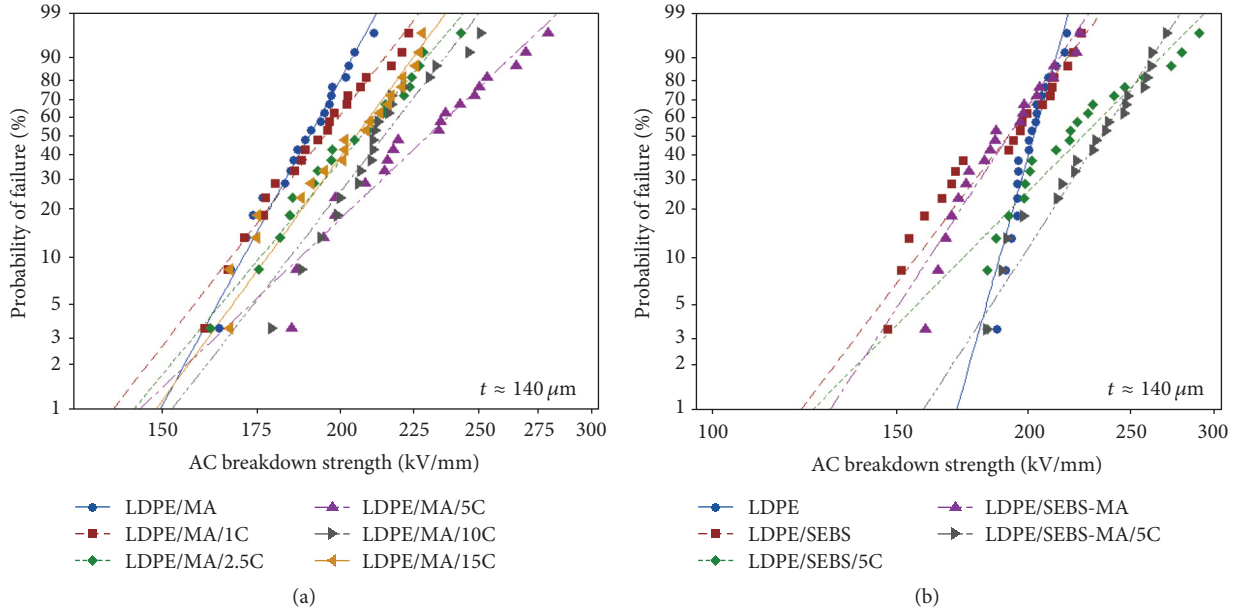 99
90
80
70
60
50
40
30
20
10
5
3
2
1
Probability of failure (%)
t ≈ 140 μm
150 175 200 225 250 275 300
AC breakdown strength (kV/mm)
LDPE/MA
LDPE/MA/1C
LDPE/MA/2.5C
LDPE/MA/5C
LDPE/MA/10C
LDPE/MA/15C
(a)
99
90
80
70
60
50
40
30
20
10
5
3
2
1
Probability of failure (%)
t ≈ 140 μm
100 150 200 250 300
AC breakdown strength (kV/mm)
LDPE
LDPE/SEBS
LDPE/SEBS/5C
LDPE/SEBS-MA
LDPE/SEBS-MA/5C
(b)